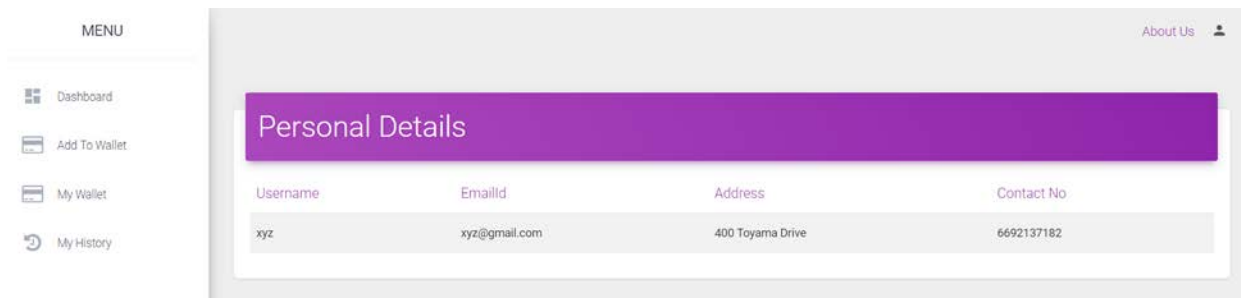 MENU
About Us
Dashboard
Add To Wallet
My Wallet
My History
Personal Details
Username EmailId Address Contact No
xyz xyz@gmail.com 400 Toyama Drive 6692137182